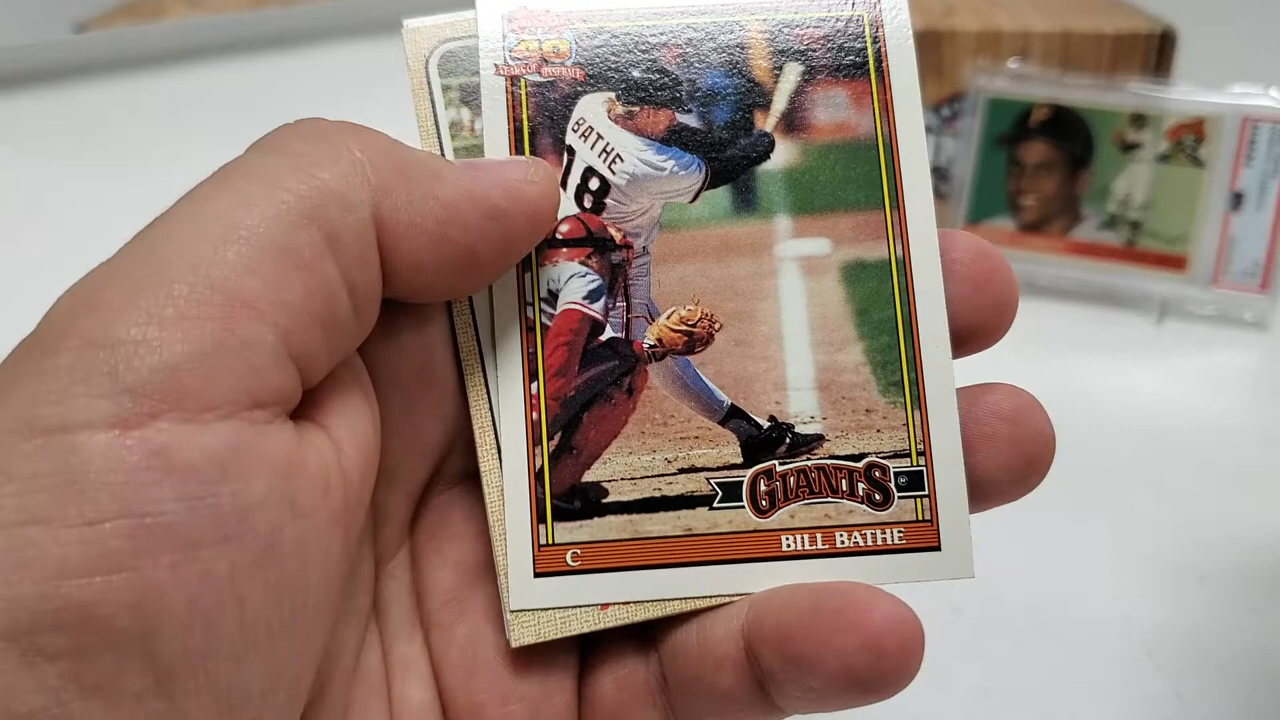 40
YEARS OF BASEBALL
BATHE
18
GIANTS
®
C
BILL BATHE